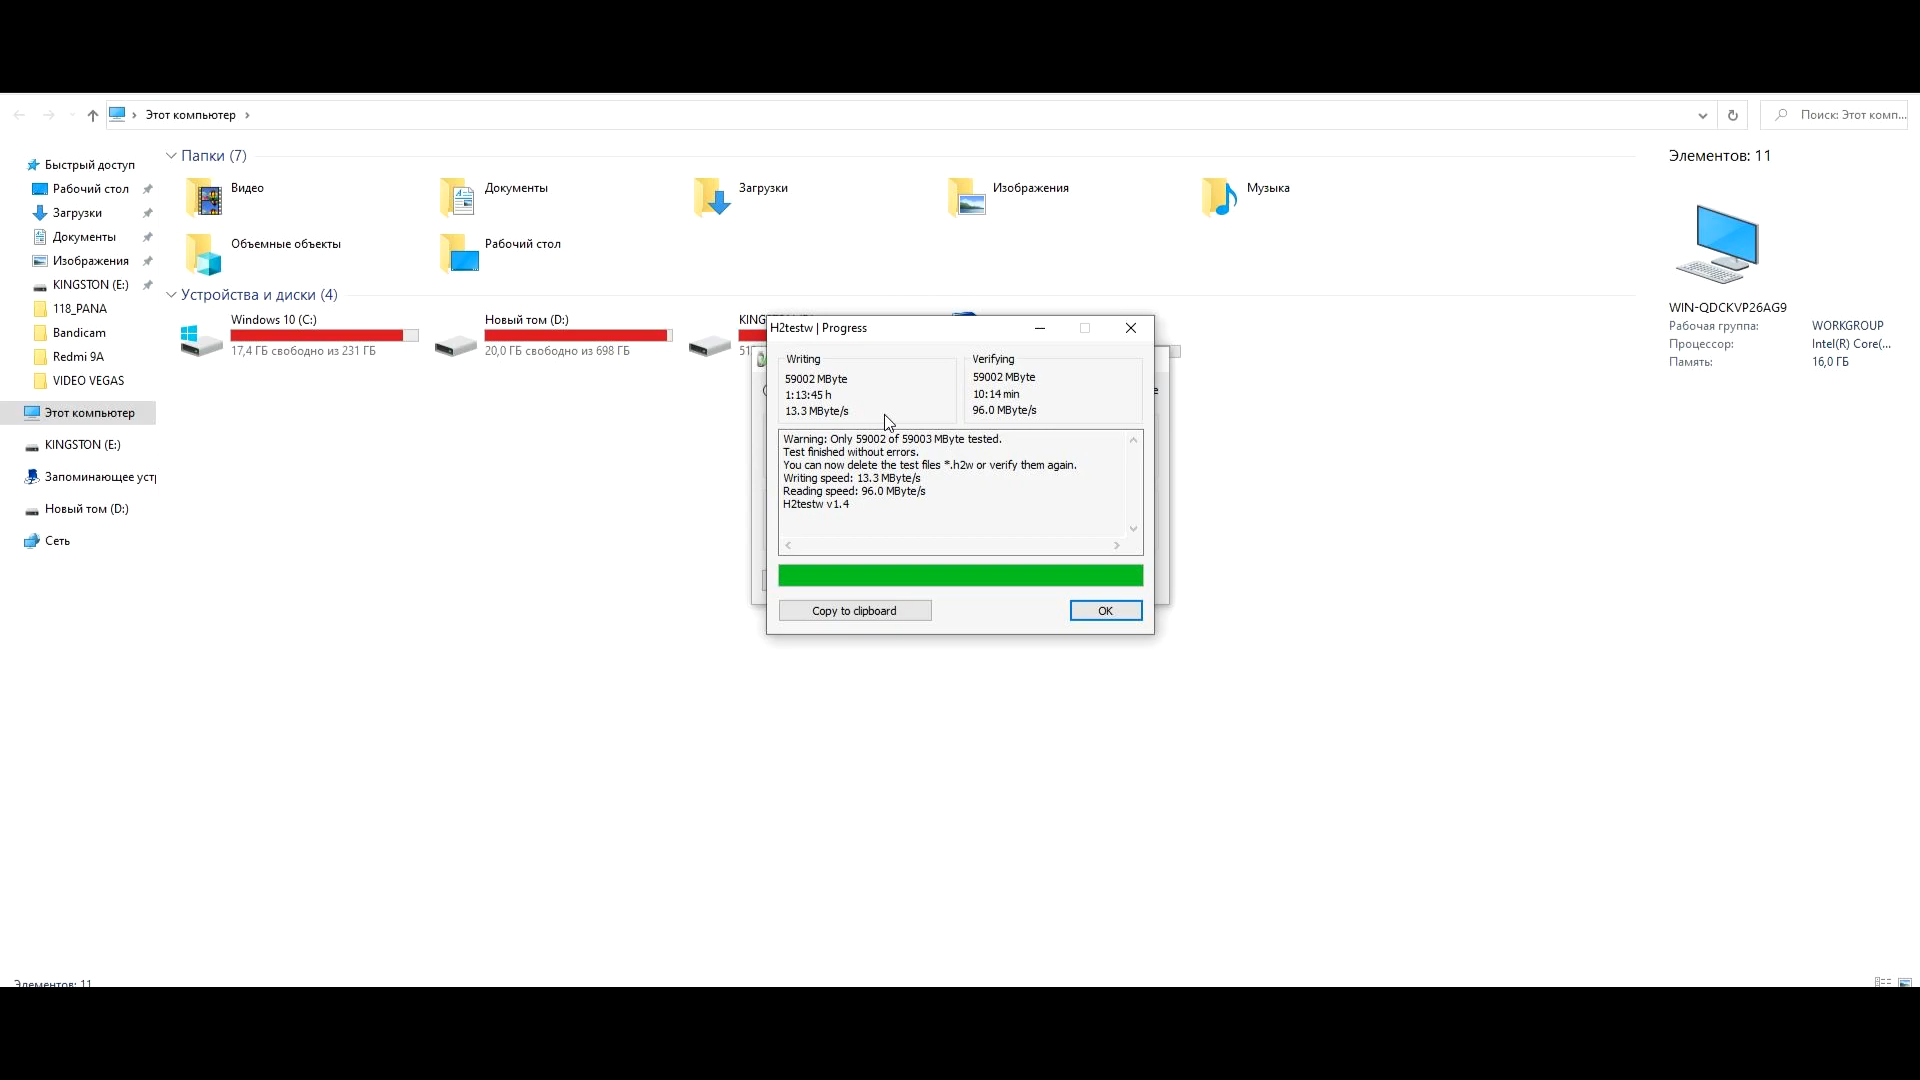 Этот компьютер
Поиск: Этот комп...
Быстрый доступ
Рабочий стол
Загрузки
Документы
Изображения
KINGSTON (E:)
118_PANA
Bandicam
Redmi 9A
VIDEO VEGAS
Этот компьютер
KINGSTON (E:)
Запоминающее уст
Новый том (D:)
Сеть
Папки (7)
Видео
Документы
Загрузки
Изображения
Музыка
Объемные объекты
Рабочий стол
Устройства и диски (4)
Windows 10 (C:)
17,4 ГБ свободно из 231 ГБ
Новый том (D:)
20,0 ГБ свободно из 698 ГБ
KING
51
H2testw | Progress
Writing
59002 MByte
1:13:45 h
13.3 MByte/s
Verifying
59002 MByte
10:14 min
96.0 MByte/s
Warning: Only 59002 of 59003 MByte tested.
Test finished without errors.
You can now delete the test files *.h2w or verify them again.
Writing speed: 13.3 MByte/s
Reading speed: 96.0 MByte/s
H2testw v1.4
Copy to clipboard
OK
Элементов: 11
WIN-QDCKVP26AG9
Рабочая группа: WORKGROUP
Процессор: Intel(R) Core(...
Память: 16,0 ГБ
Элементов: 11